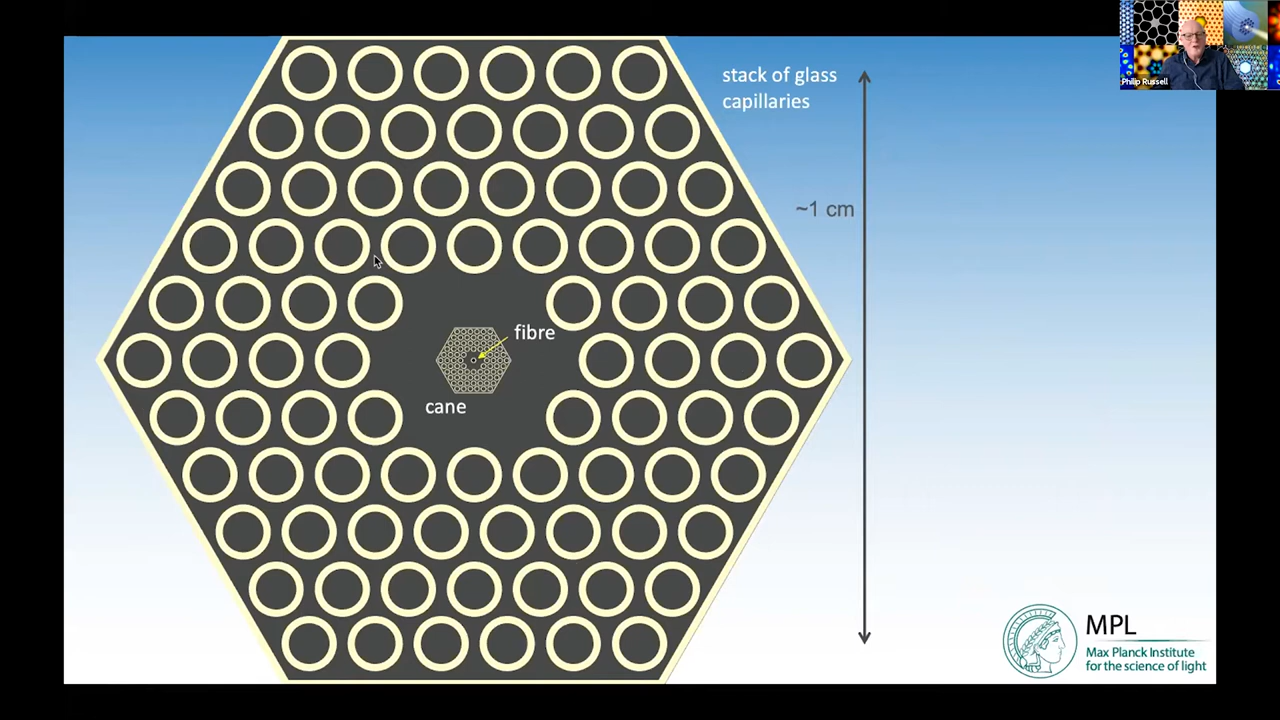 stack of glass
capillaries
~1 cm
fibre
cane
MPL
Max Planck Institute
for the science of light
Philip Russell